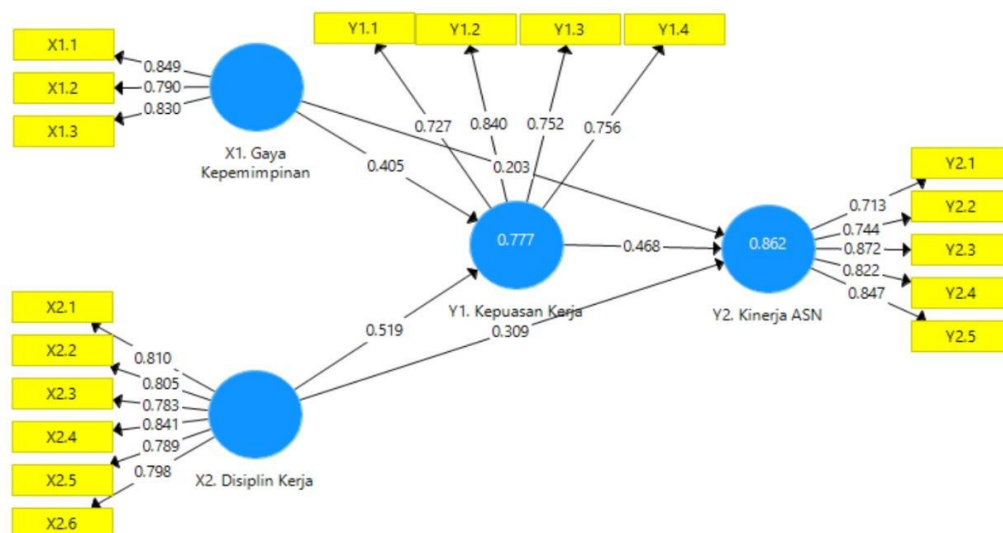 Y1.1
Y1.2
Y1.3
Y1.4
X1.1
X1.2
X1.3
0.849
0.790
0.830
X1. Gaya
Kepemimpinan
0.727
0.840
0.752
0.756
0.405
0.203
0.777
Y1. Kepuasan Kerja
0.468
0.862
Y2. Kinerja ASN
0.713
0.744
0.872
0.822
0.847
Y2.1
Y2.2
Y2.3
Y2.4
Y2.5
0.519
0.309
X2.1
X2.2
X2.3
X2.4
X2.5
X2.6
0.810
0.805
0.783
0.841
0.789
0.798
X2. Disiplin Kerja